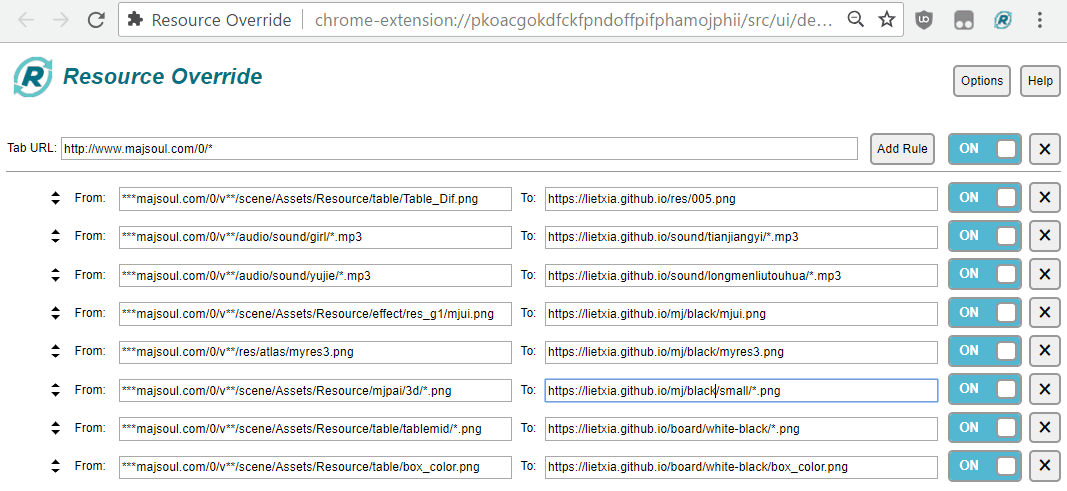 Resource Override chrome-extension://pkoacgokdfckfpndoffpifphamojphii/src/ui/de...
Resource Override
Options Help
Tab URL: http://www.majsoul.com/0/* Add Rule ON
From: ***majsoul.com/0/v**/scene/Assets/Resource/table/Table_Dif.png To: https://lietxia.github.io/res/005.png ON
From: ***majsoul.com/0/v**/audio/sound/girl/*.mp3 To: https://lietxia.github.io/sound/tianjiangyi/*.mp3 ON
From: ***majsoul.com/0/v**/audio/sound/yujie/*.mp3 To: https://lietxia.github.io/sound/longmenliutouhua/*.mp3 ON
From: ***majsoul.com/0/v**/scene/Assets/Resource/effect/res_g1/mjui.png To: https://lietxia.github.io/mj/black/mjui.png ON
From: ***majsoul.com/0/v**/res/atlas/myres3.png To: https://lietxia.github.io/mj/black/myres3.png ON
From: ***majsoul.com/0/v**/scene/Assets/Resource/mjpai/3d/*.png To: https://lietxia.github.io/mj/black/small/*.png ON
From: ***majsoul.com/0/v**/scene/Assets/Resource/table/tablemid/*.png To: https://lietxia.github.io/board/white-black/*.png ON
From: ***majsoul.com/0/v**/scene/Assets/Resource/table/box_color.png To: https://lietxia.github.io/board/white-black/box_color.png ON